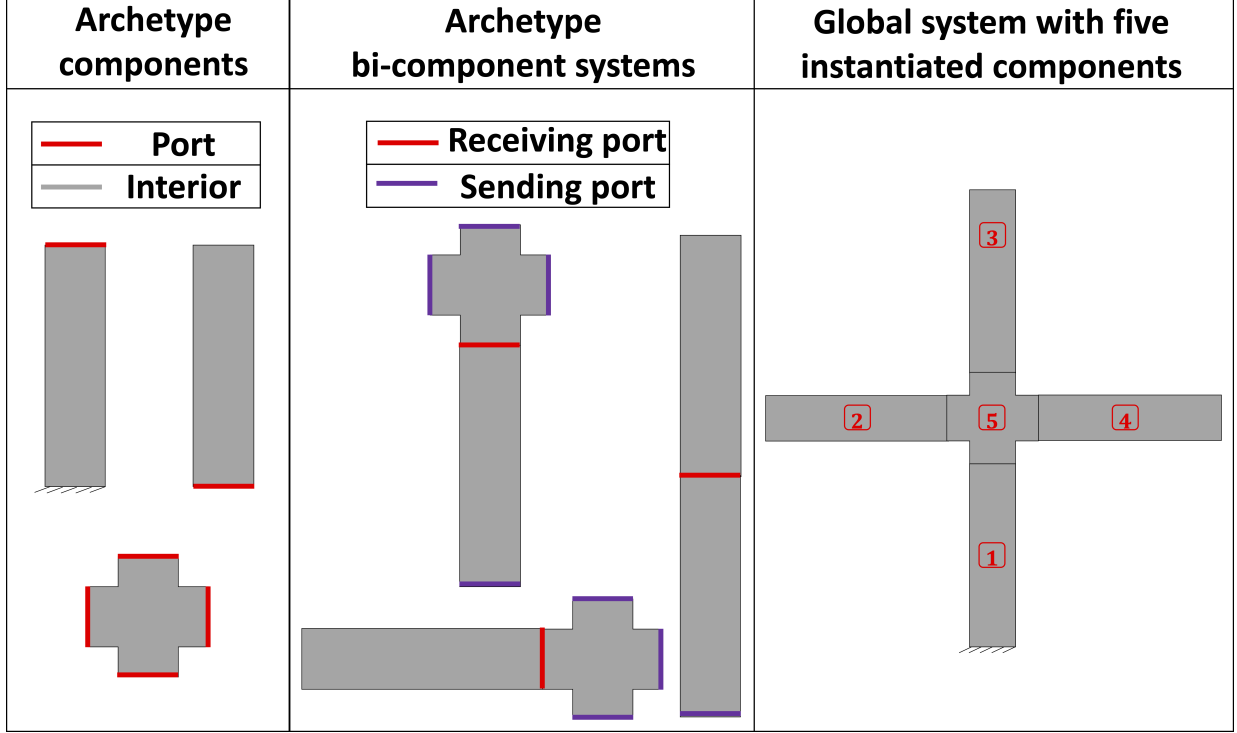 Archetype
components
Archetype
bi-component systems
Global system with five
instantiated components
Port
Interior
Receiving port
Sending port
3
2
5
4
1